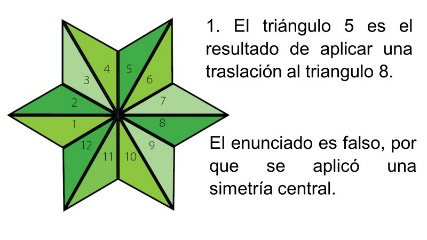 1. El triángulo 5 es el
resultado de aplicar una
traslación al triangulo 8.
El enunciado es falso, por
que se aplicó una
simetría central.
4 5
3 6
2 7
1 8
12 9
11 10